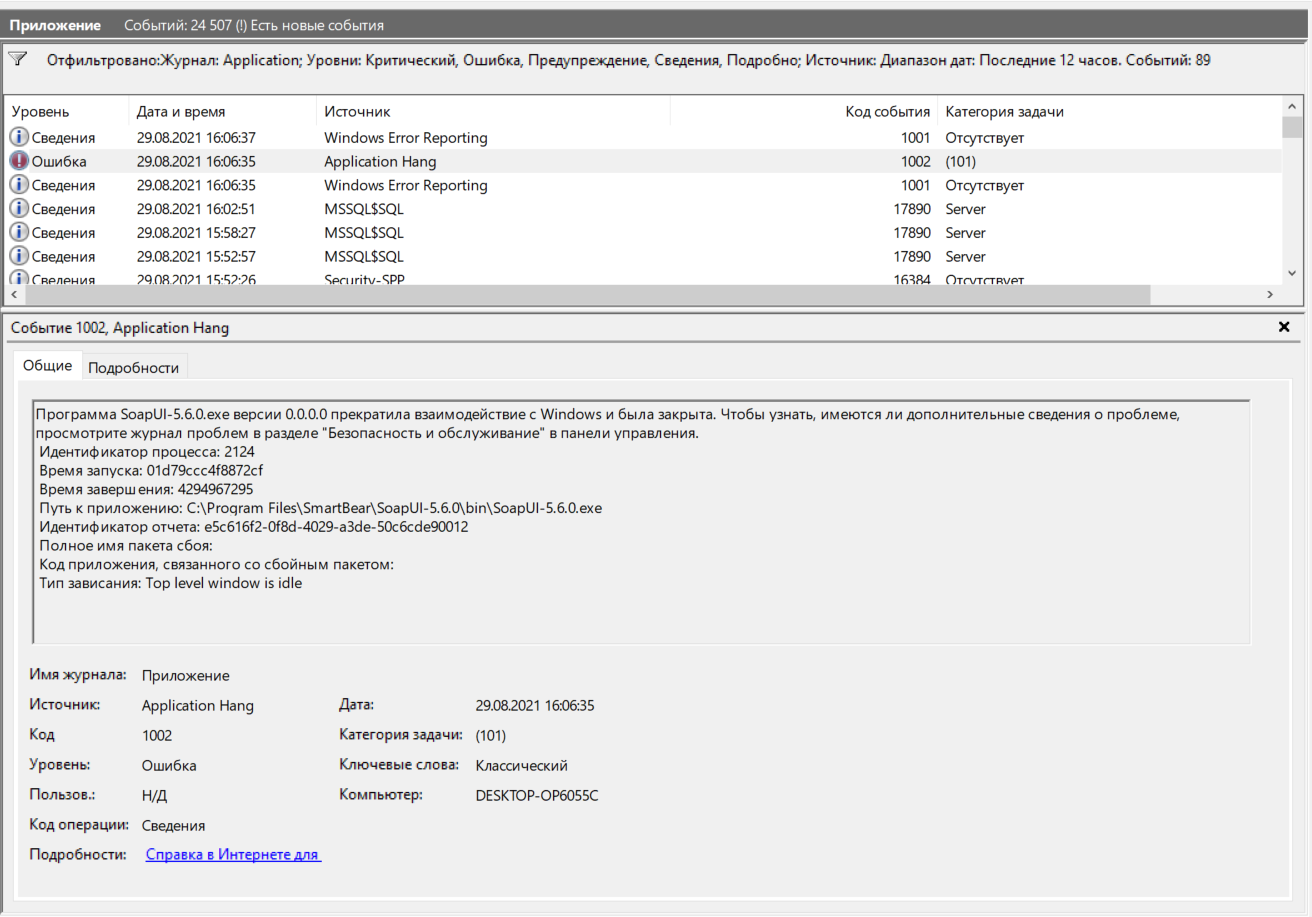 Приложение Событий: 24 507 (!) Есть новые события
Отфильтровано:Журнал: Application; Уровни: Критический, Ошибка, Предупреждение, Сведения, Подробно; Источник: Диапазон дат: Последние 12 часов. Событий: 89
Уровень Дата и время Источник Код события Категория задачи
Сведения 29.08.2021 16:06:37 Windows Error Reporting 1001 Отсутствует
Ошибка 29.08.2021 16:06:35 Application Hang 1002 (101)
Сведения 29.08.2021 16:06:35 Windows Error Reporting 1001 Отсутствует
Сведения 29.08.2021 16:02:51 MSSQL$SQL 17890 Server
Сведения 29.08.2021 15:58:27 MSSQL$SQL 17890 Server
Сведения 29.08.2021 15:52:57 MSSQL$SQL 17890 Server
Сведения 29.08.2021 15:52:26 Security-SPP 16384 Отсутствует
Событие 1002, Application Hang
Общие Подробности
Программа SoapUI-5.6.0.exe версии 0.0.0.0 прекратила взаимодействие с Windows и была закрыта. Чтобы узнать, имеются ли дополнительные сведения о проблеме,
просмотрите журнал проблем в разделе "Безопасность и обслуживание" в панели управления.
Идентификатор процесса: 2124
Время запуска: 01d79ccc4f8872cf
Время завершения: 4294967295
Путь к приложению: C:\Program Files\SmartBear\SoapUI-5.6.0\bin\SoapUI-5.6.0.exe
Идентификатор отчета: e5c616f2-0f8d-4029-a3de-50c6cde90012
Полное имя пакета сбоя:
Код приложения, связанного со сбойным пакетом:
Тип зависания: Top level window is idle
Имя журнала: Приложение
Источник: Application Hang Дата: 29.08.2021 16:06:35
Код 1002 Категория задачи: (101)
Уровень: Ошибка Ключевые слова: Классический
Пользов.: Н/Д Компьютер: DESKTOP-OP6055C
Код операции: Сведения
Подробности: Справка в Интернете для